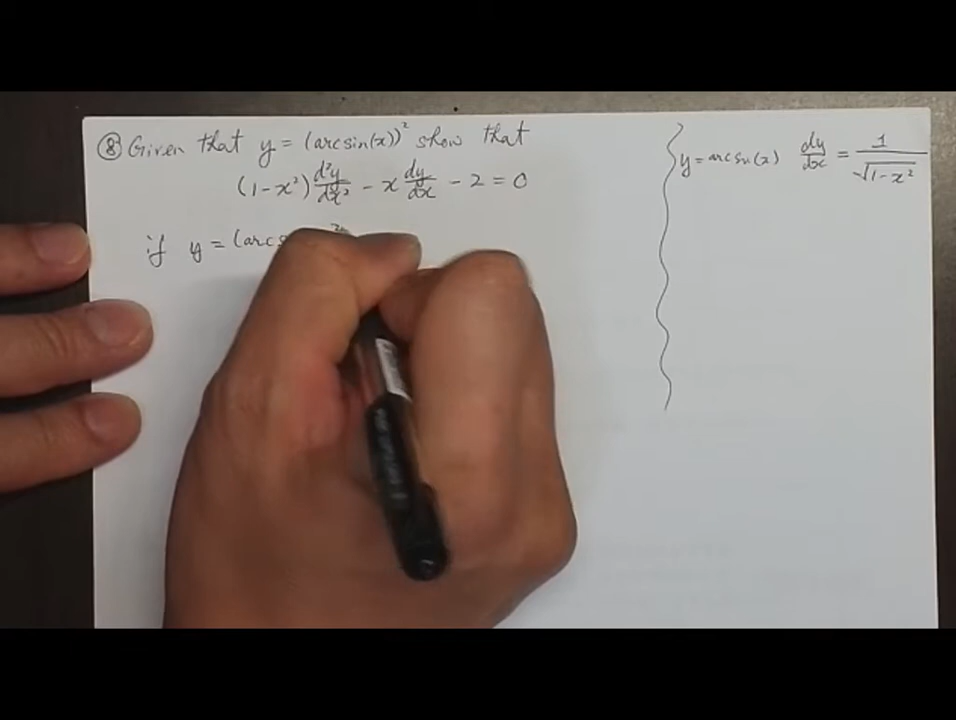 ⑧ Given that y = (arcsin(x))² show that
(1-x²) d²y/dx² - x dy/dx - 2 = 0
if y = (arcs
y = arcsin(x) dy/dx = 1/√(1-x²)